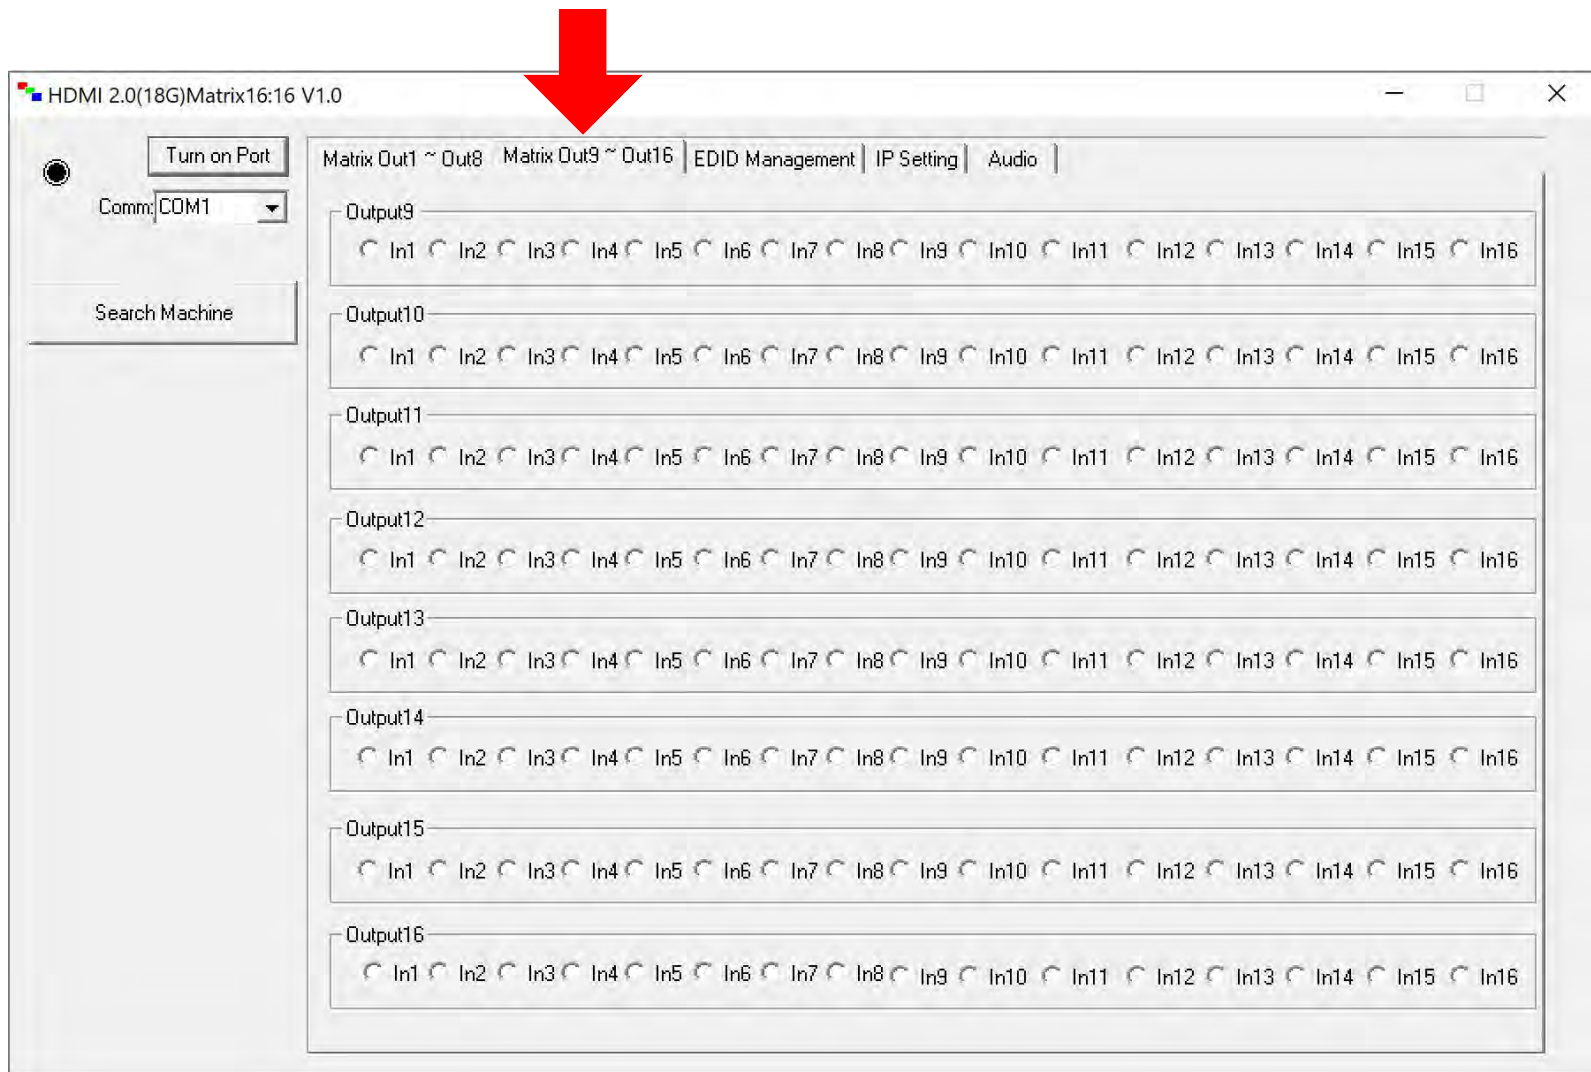 HDMI 2.0(18G)Matrix16:16 V1.0
Turn on Port
Comm: COM1
Search Machine
Matrix Out1 ~ Out8 Matrix Out9 ~ Out16 EDID Management IP Setting Audio
Output9
In1 In2 In3 In4 In5 In6 In7 In8 In9 In10 In11 In12 In13 In14 In15 In16
Output10
In1 In2 In3 In4 In5 In6 In7 In8 In9 In10 In11 In12 In13 In14 In15 In16
Output11
In1 In2 In3 In4 In5 In6 In7 In8 In9 In10 In11 In12 In13 In14 In15 In16
Output12
In1 In2 In3 In4 In5 In6 In7 In8 In9 In10 In11 In12 In13 In14 In15 In16
Output13
In1 In2 In3 In4 In5 In6 In7 In8 In9 In10 In11 In12 In13 In14 In15 In16
Output14
In1 In2 In3 In4 In5 In6 In7 In8 In9 In10 In11 In12 In13 In14 In15 In16
Output15
In1 In2 In3 In4 In5 In6 In7 In8 In9 In10 In11 In12 In13 In14 In15 In16
Output16
In1 In2 In3 In4 In5 In6 In7 In8 In9 In10 In11 In12 In13 In14 In15 In16